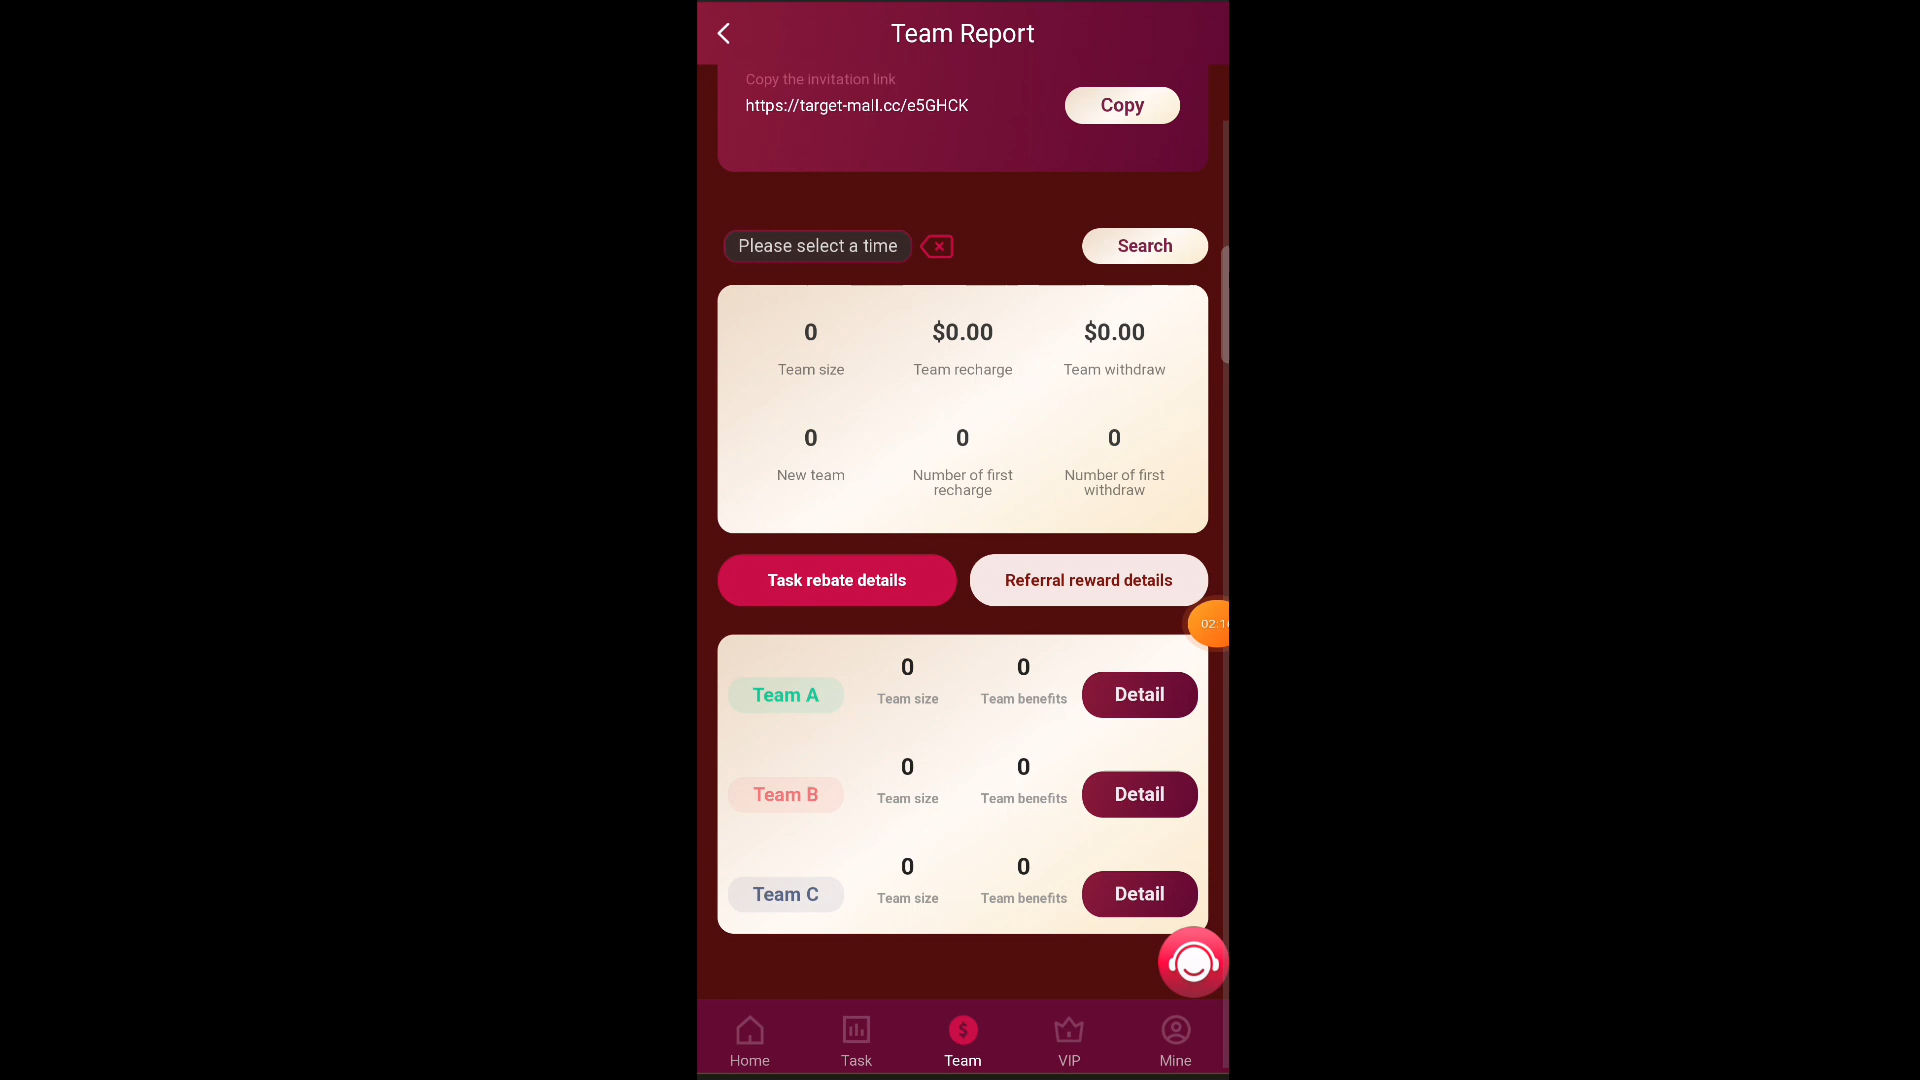 Team Report
Copy the invitation link
https://target-mall.cc/e5GHCK
Copy
Please select a time
Search
0 $0.00 $0.00
Team size Team recharge Team withdraw
0 0 0
New team Number of first recharge Number of first withdraw
Task rebate details Referral reward details
02:1
0 0
Team A Team size Team benefits Detail
0 0
Team B Team size Team benefits Detail
0 0
Team C Team size Team benefits Detail
Home Task Team VIP Mine